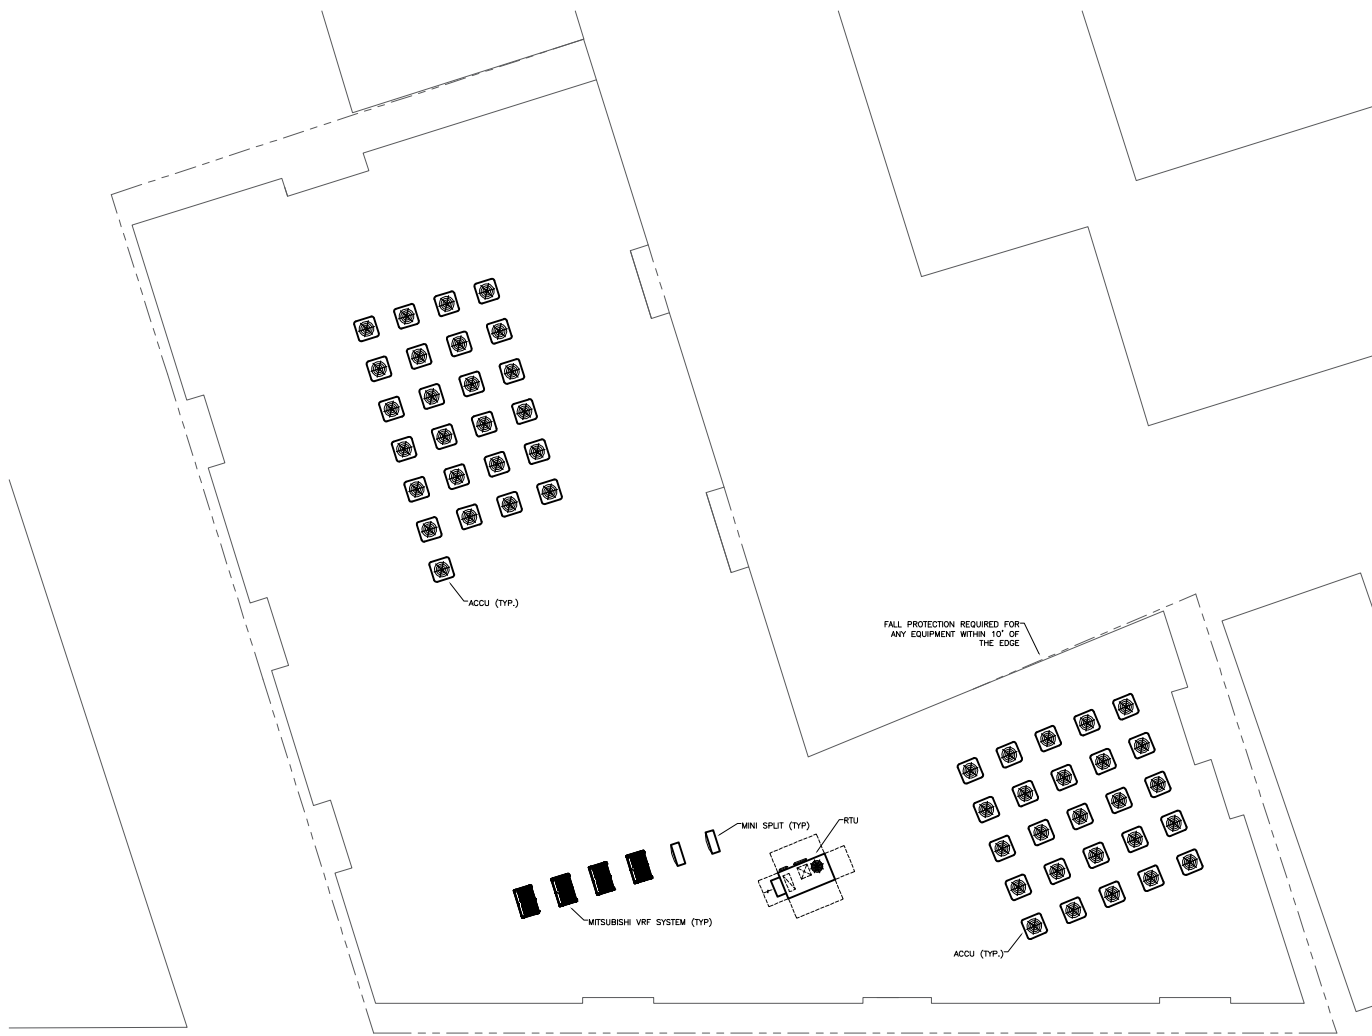 ACCU (TYP.)
FALL PROTECTION REQUIRED FOR
ANY EQUIPMENT WITHIN 10' OF
THE EDGE
MINI SPLIT (TYP)
RTU
MITSUBISHI VRF SYSTEM (TYP)
ACCU (TYP.)